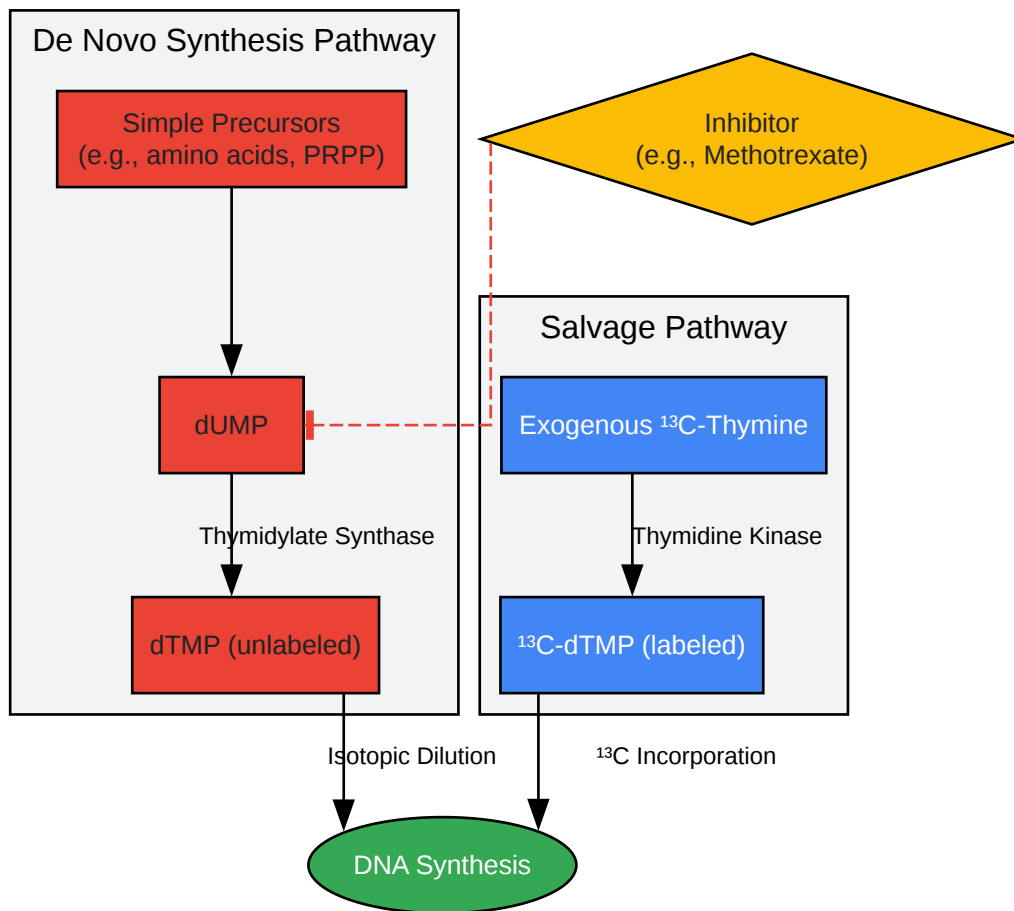 De Novo Synthesis Pathway
Simple Precursors
(e.g., amino acids, PRPP)
Inhibitor
(e.g., Methotrexate)
Salvage Pathway
dUMP
Exogenous ¹³C-Thymine
Thymidylate Synthase
Thymidine Kinase
dTMP (unlabeled)
¹³C-dTMP (labeled)
Isotopic Dilution
¹³C Incorporation
DNA Synthesis